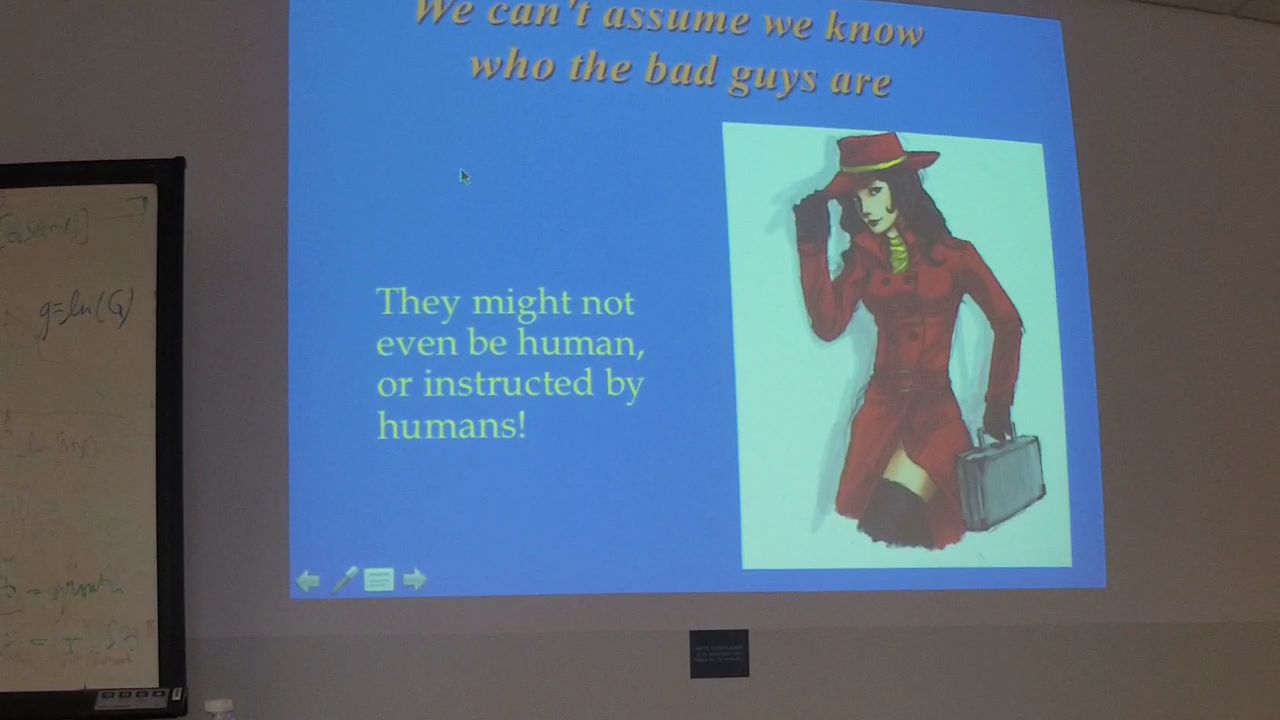 We can't assume we know
who the bad guys are
They might not
even be human,
or instructed by
humans!
g=ln(G)